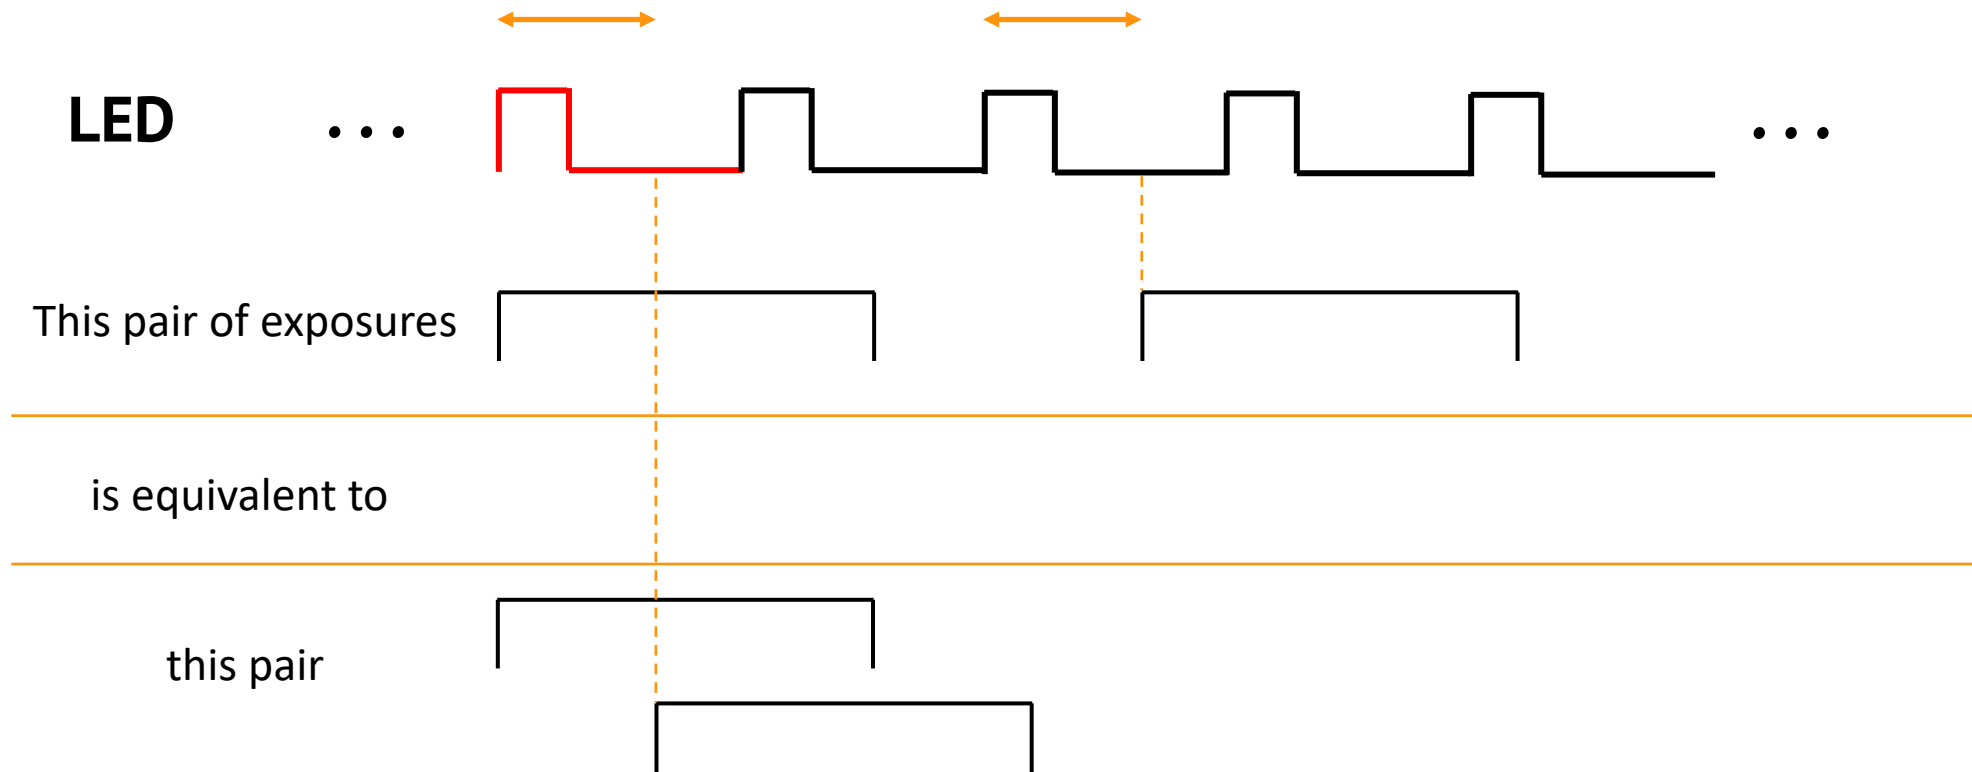 LED ... ...
This pair of exposures
is equivalent to
this pair